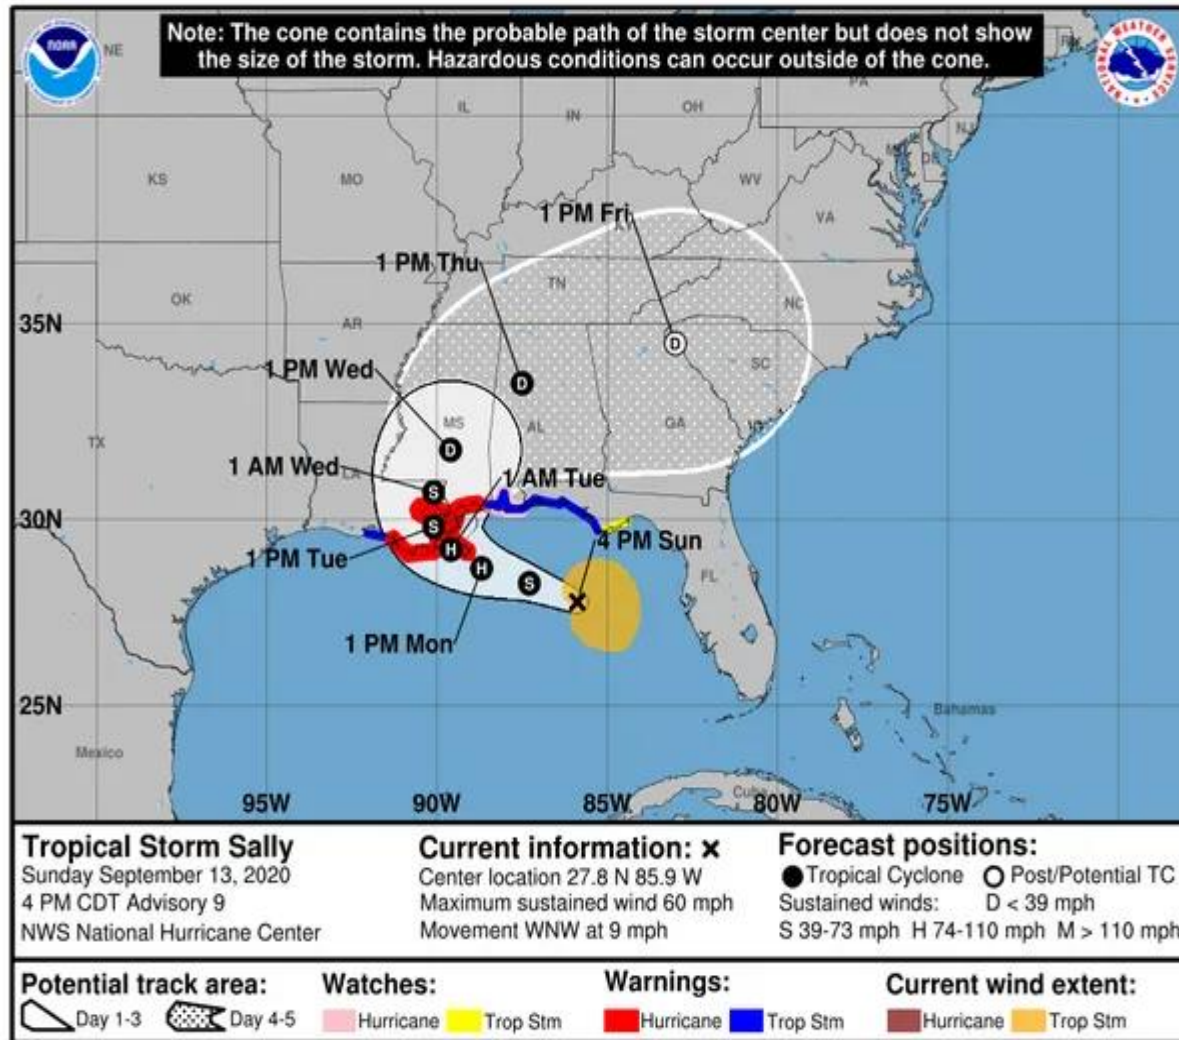 Note: The cone contains the probable path of the storm center but does not show
the size of the storm. Hazardous conditions can occur outside of the cone.
NOAA
NE
IL
IN
OH
PA
NJ
DE
KS
MO
WV
VA
1 PM Fri
KY
1 PM Thu
TN
NC
OK
AR
35N
SC
1 PM Wed
MS
AL
GA
TX
LA
1 AM Wed
1 AM Tue
30N
1 PM Tue
4 PM Sun
FL
1 PM Mon
D
D
D
S
S
H
H
S
25N
Bahamas
Mexico
Cuba
95W
90W
85W
80W
75W
Tropical Storm Sally
Sunday September 13, 2020
4 PM CDT Advisory 9
NWS National Hurricane Center
Current information: x
Center location 27.8 N 85.9 W
Maximum sustained wind 60 mph
Movement WNW at 9 mph
Forecast positions:
Tropical Cyclone Post/Potential TC
Sustained winds: D < 39 mph
S 39-73 mph H 74-110 mph M > 110 mph
Potential track area:
Day 1-3 Day 4-5
Watches:
Hurricane Trop Stm
Warnings:
Hurricane Trop Stm
Current wind extent:
Hurricane Trop Stm